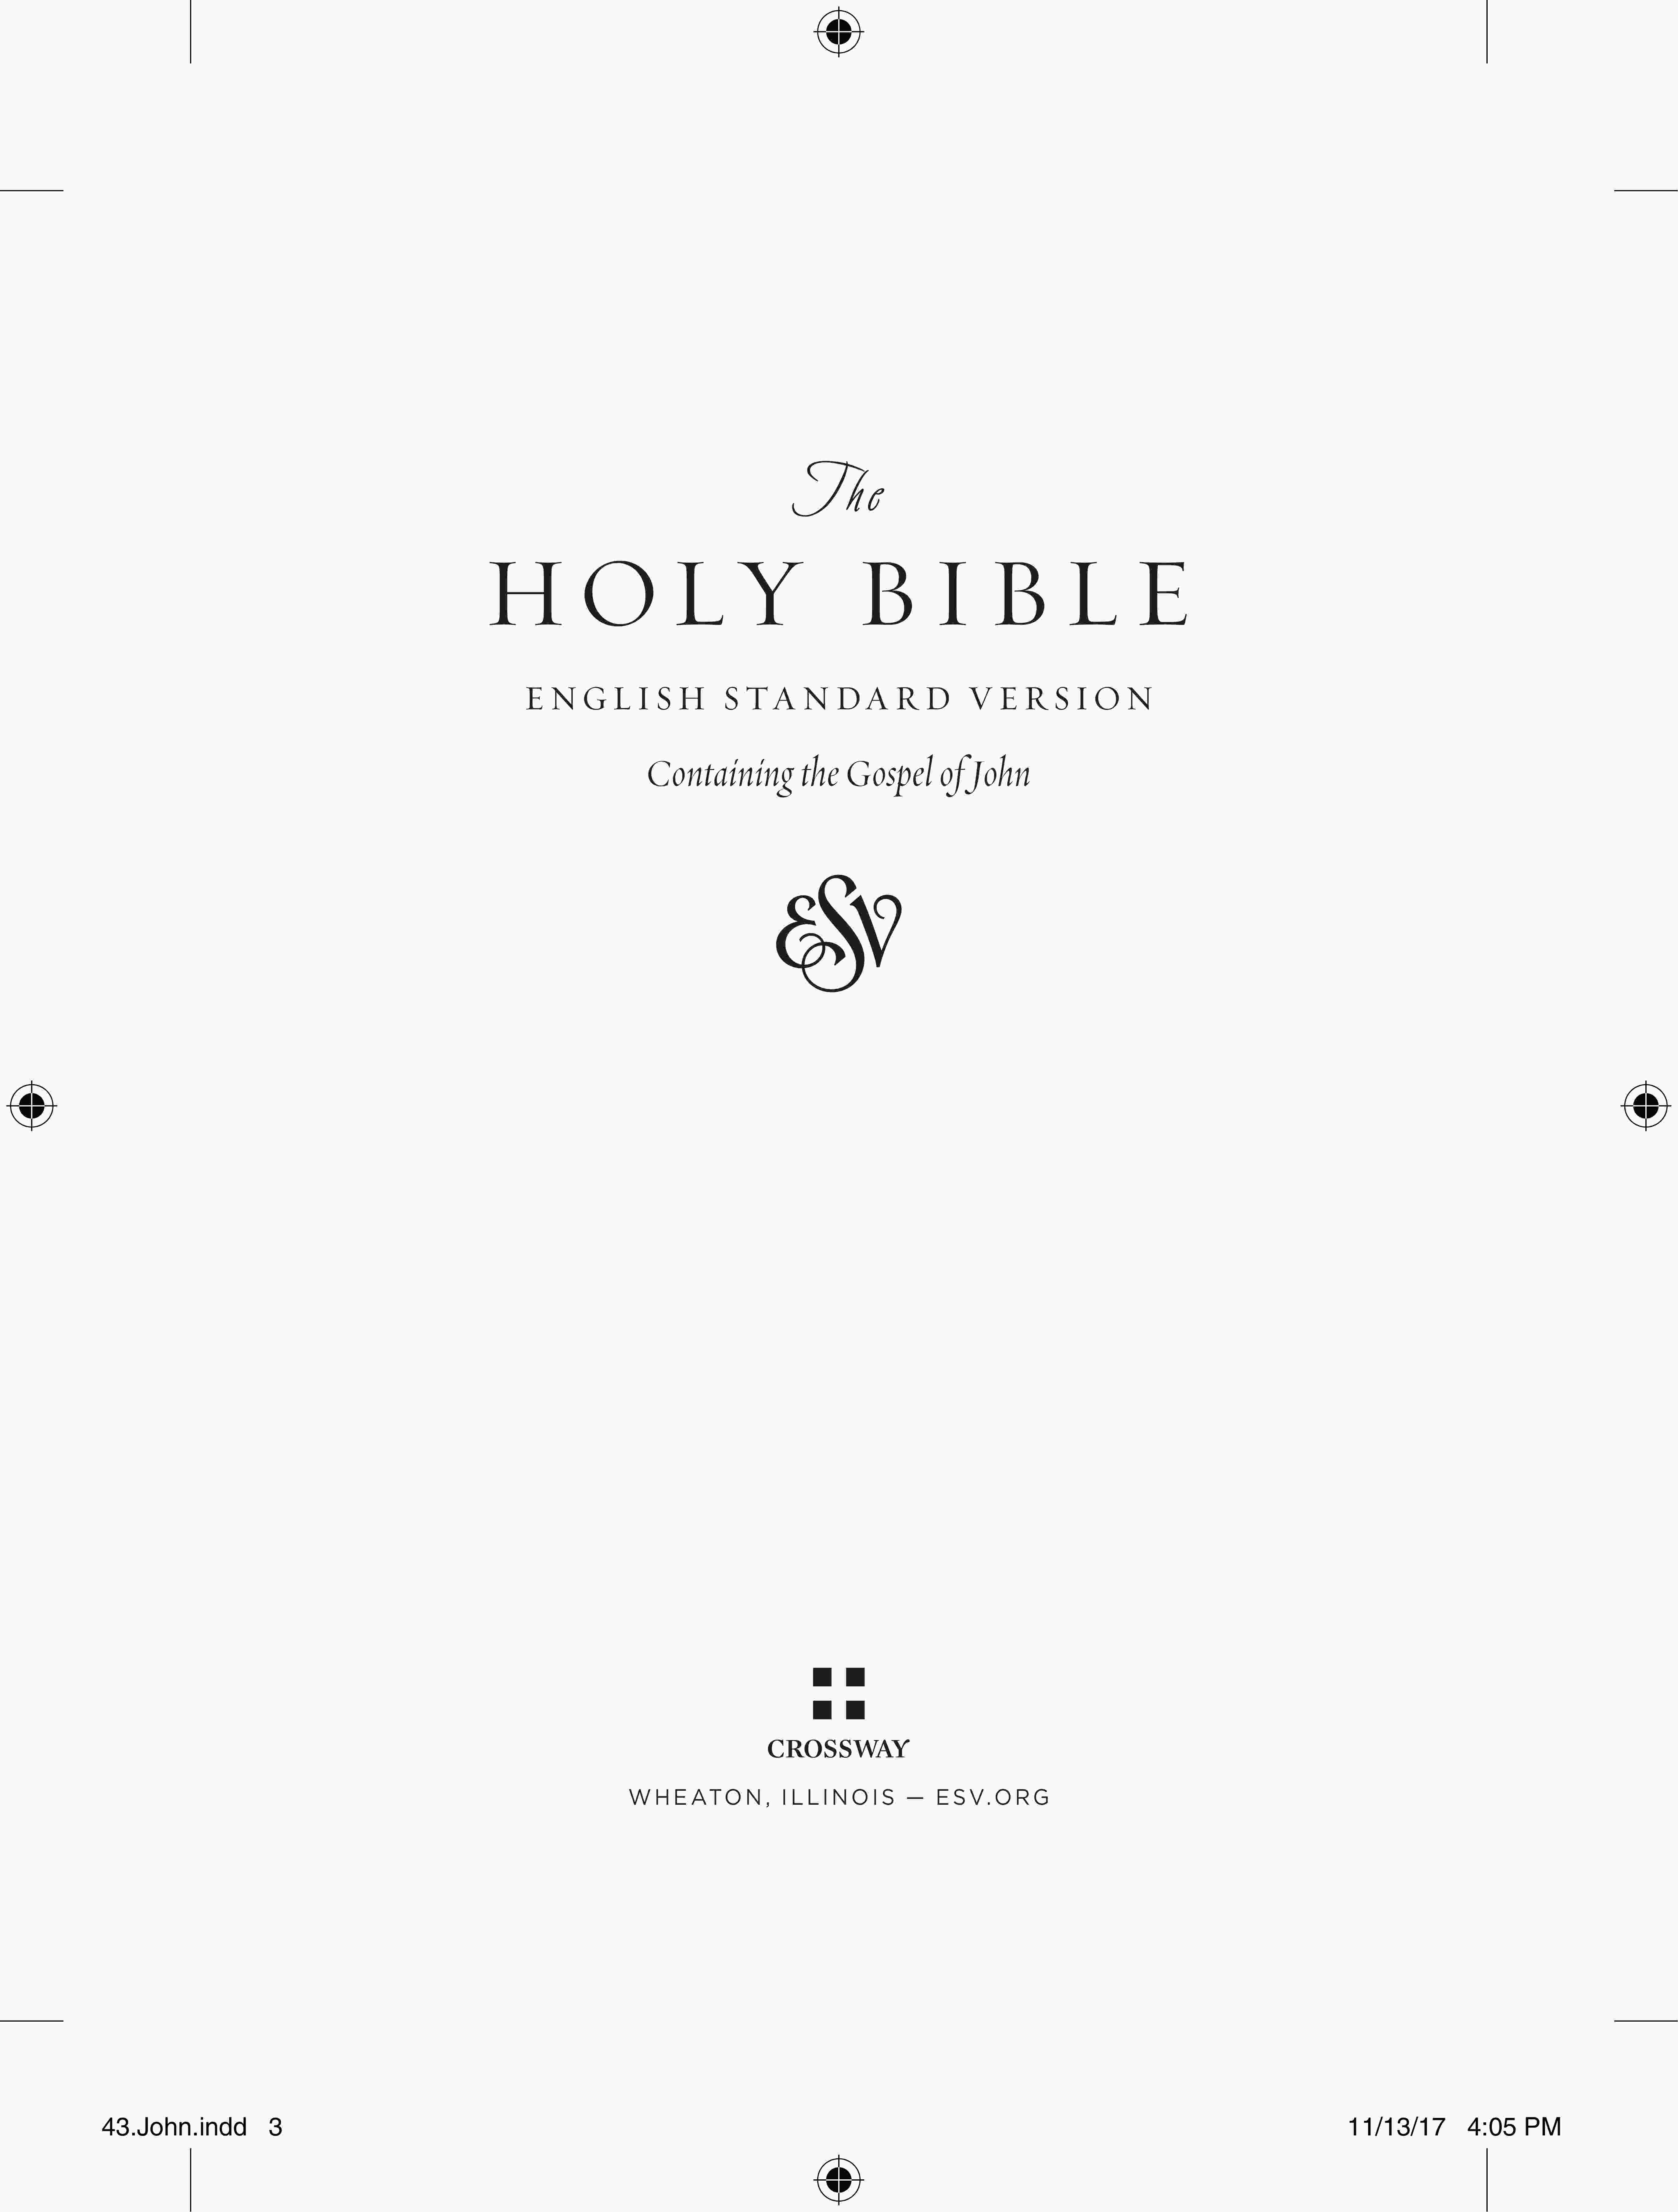 The
HOLY BIBLE
ENGLISH STANDARD VERSION
Containing the Gospel of John
ESV
CROSSWAY
WHEATON, ILLINOIS — ESV.ORG
43.John.indd 3 11/13/17 4:05 PM